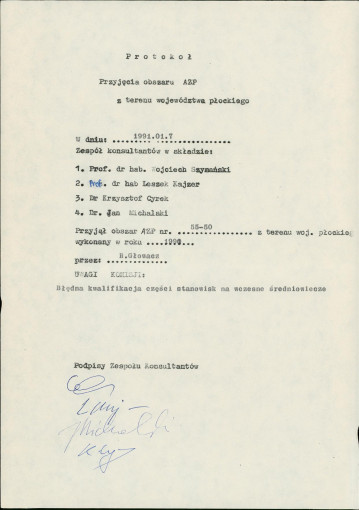 Protokół
Przyjęcia obszaru AZP
z terenu województwa płockiego
w dniu: 1991.01.7
Zespół konsultantów w składzie:
1. Prof. dr hab. Wojciech Szymański
2. dr hab Leszek Kajzer
3. Dr Krzysztof Cyrek
4. Dr. Jan Michalski
Przyjął obszar AZP nr. 55-50 z terenu woj. płockieg
wykonany w roku 1990
przez: E.Głowacz
UWAGI KOMISJI:
Błędna kwalifikacja części stanowisk na wczesne średniowiecze
Podpisy Zespołu Konsultantów
JMichalski